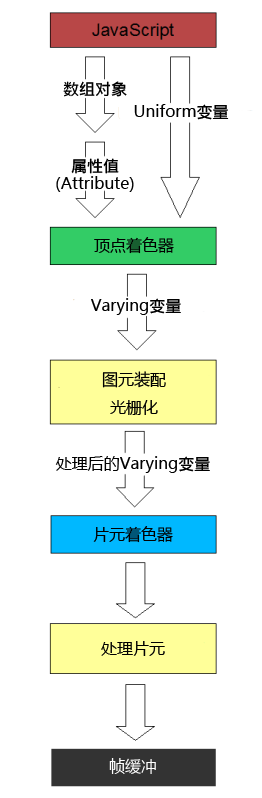 JavaScript
数组对象
Uniform变量
属性值
(Attribute)
顶点着色器
Varying变量
图元装配
光栅化
处理后的Varying变量
片元着色器
处理片元
帧缓冲